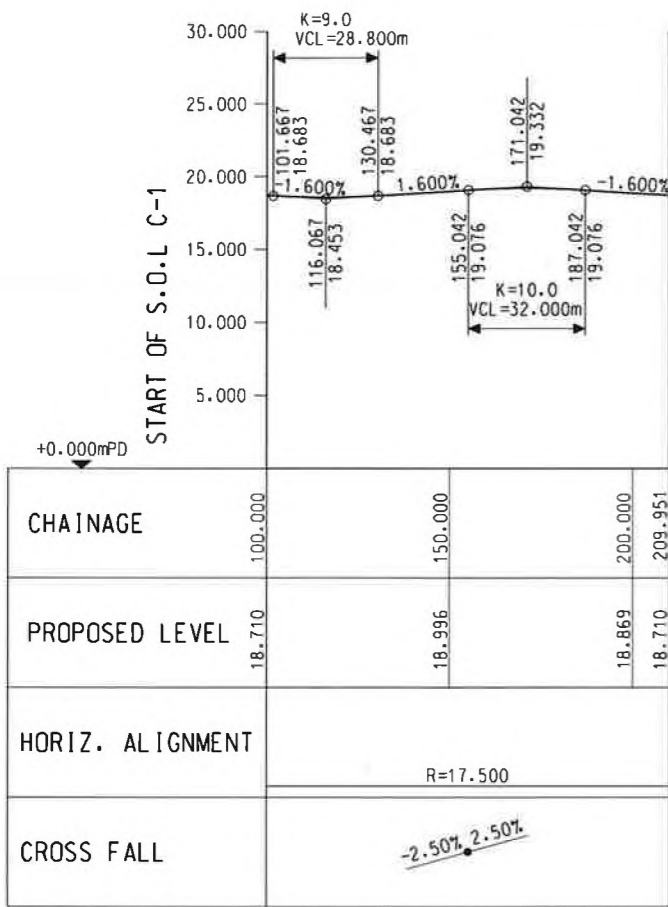 K=9.0
VCL=28.800m
30.000
25.000
20.000
15.000
10.000
5.000
START OF S.O.L C-1
+0.000mPD
101.667
18.683
130.467
18.683
171.042
19.332
-1.600%
1.600%
-1.600%
116.067
18.453
155.042
19.076
187.042
19.076
K=10.0
VCL=32.000m
CHAINAGE
100.000
150.000
200.000
209.951
PROPOSED LEVEL
18.710
18.996
18.869
18.710
HORIZ. ALIGNMENT
R=17.500
CROSS FALL
-2.50% 2.50%